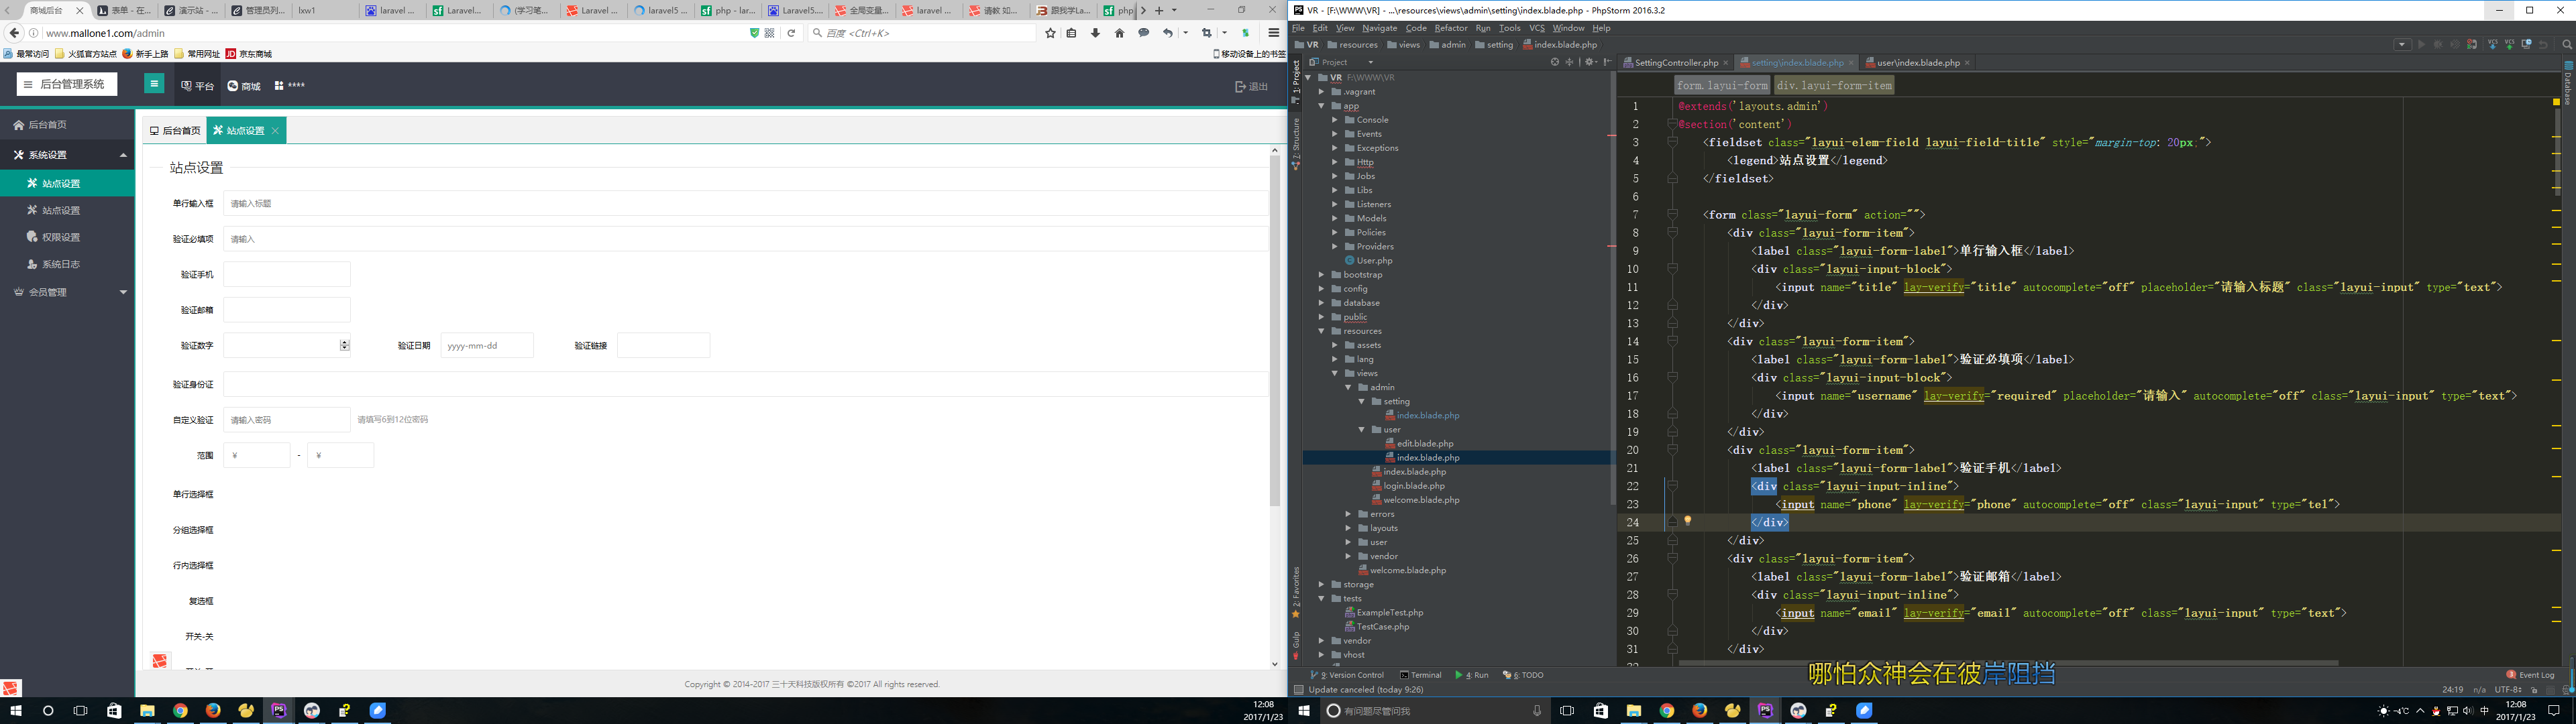 商城后台
表单 - 在...
演示站 - ...
管理员列...
lxw1
laravel ...
Laravel...
(学习笔...
Laravel ...
laravel5 ...
php - lar...
Laravel5....
全局变量...
laravel ...
请教 如...
跟我学La...
php
www.mallone1.com/admin
百度 <Ctrl+K>
最常访问
火狐官方站点
新手上路
常用网址
JD 京东商城
移动设备上的书签
后台管理系统
平台
商城
****
退出
后台首页
系统设置
站点设置
站点设置
权限设置
系统日志
会员管理
后台首页
站点设置
站点设置
单行输入框
请输入标题
验证必填项
请输入
验证手机
验证邮箱
验证数字
验证日期
yyyy-mm-dd
验证链接
验证身份证
自定义验证
请输入密码
请填写6到12位密码
范围
¥
-
¥
单行选择框
分组选择框
行内选择框
复选框
开关-关
Copyright © 2014-2017 三十天科技版权所有 ©2017 All rights reserved.
12:08
2017/1/23
VR - [F:\WWW\VR] - ...\resources\views\admin\setting\index.blade.php - PhpStorm 2016.3.2
File Edit View Navigate Code Refactor Run Tools VCS Window Help
VR resources views admin setting index.blade.php
Project
SettingController.php
setting\index.blade.php
user\index.blade.php
1: Project
7: Structure
2: Favorites
Gulp
Database
VR F:\WWW\VR
.vagrant
app
Console
Events
Exceptions
Http
Jobs
Libs
Listeners
Models
Policies
Providers
User.php
bootstrap
config
database
public
resources
assets
lang
views
admin
setting
index.blade.php
user
edit.blade.php
index.blade.php
index.blade.php
login.blade.php
welcome.blade.php
errors
layouts
user
vendor
welcome.blade.php
storage
tests
ExampleTest.php
TestCase.php
vendor
vhost
form.layui-form div.layui-form-item
1 @extends('layouts.admin')
2 @section('content')
3 <fieldset class="layui-elem-field layui-field-title" style="margin-top: 20px;">
4 <legend>站点设置</legend>
5 </fieldset>
6
7 <form class="layui-form" action="">
8 <div class="layui-form-item">
9 <label class="layui-form-label">单行输入框</label>
10 <div class="layui-input-block">
11 <input name="title" lay-verify="title" autocomplete="off" placeholder="请输入标题" class="layui-input" type="text">
12 </div>
13 </div>
14 <div class="layui-form-item">
15 <label class="layui-form-label">验证必填项</label>
16 <div class="layui-input-block">
17 <input name="username" lay-verify="required" placeholder="请输入" autocomplete="off" class="layui-input" type="text">
18 </div>
19 </div>
20 <div class="layui-form-item">
21 <label class="layui-form-label">验证手机</label>
22 <div class="layui-input-inline">
23 <input name="phone" lay-verify="phone" autocomplete="off" class="layui-input" type="tel">
24 </div>
25 </div>
26 <div class="layui-form-item">
27 <label class="layui-form-label">验证邮箱</label>
28 <div class="layui-input-inline">
29 <input name="email" lay-verify="email" autocomplete="off" class="layui-input" type="text">
30 </div>
31 </div>
哪怕众神会在彼岸阻挡
9: Version Control
Terminal
4: Run
6: TODO
Event Log
Update canceled (today 9:26)
24:19 n/a UTF-8
有问题尽管问我
-4℃
中
12:08
2017/1/23